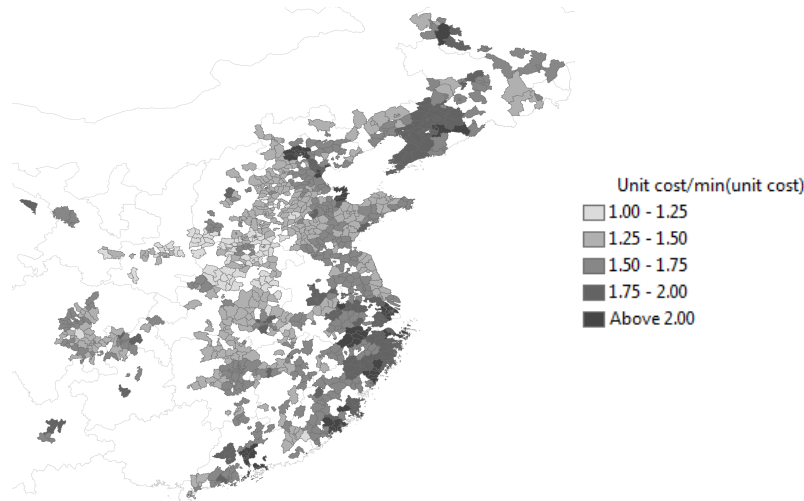 Unit cost/min(unit cost)
1.00 - 1.25
1.25 - 1.50
1.50 - 1.75
1.75 - 2.00
Above 2.00